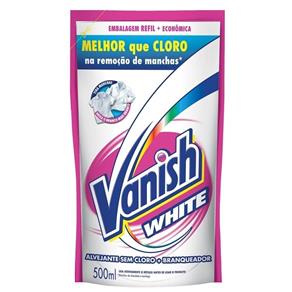 EMBALAGEM REFIL + ECONÔMICA
MELHOR que CLORO
na remoção de manchas*
Vanish
WHITE
ALVEJANTE SEM CLORO + BRANQUEADOR
500ml